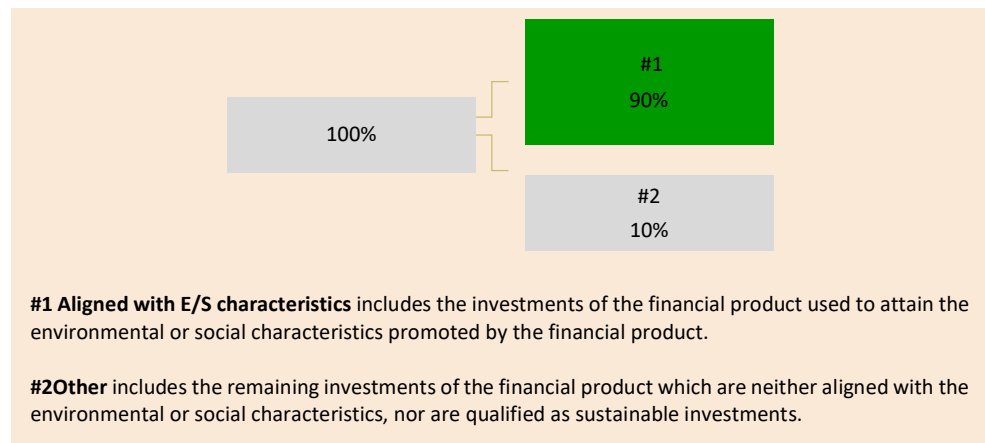 #1
90%
100%
#2
10%
#1 Aligned with E/S characteristics includes the investments of the financial product used to attain the
environmental or social characteristics promoted by the financial product.
#2Other includes the remaining investments of the financial product which are neither aligned with the
environmental or social characteristics, nor are qualified as sustainable investments.